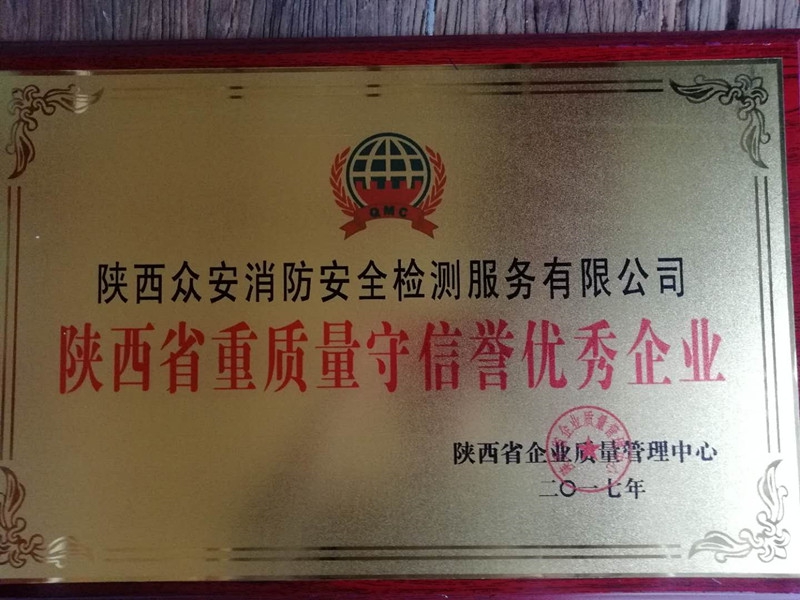 QMC
陕西众安消防安全检测服务有限公司
陕西省重质量守信誉优秀企业
陕西省企业质量管理中心
二〇一七年